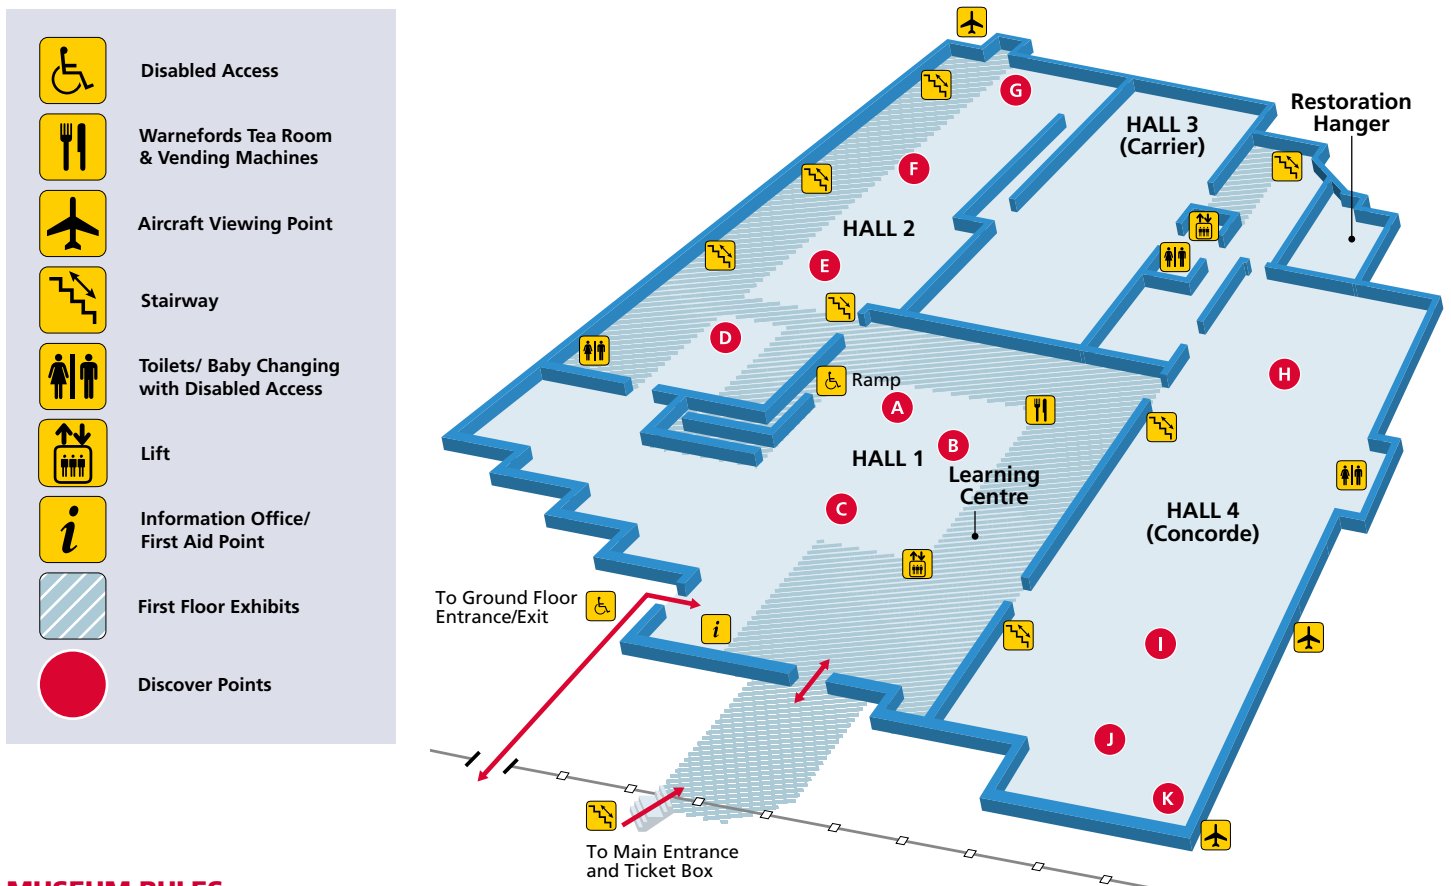 Disabled Access
Warnefords Tea Room
& Vending Machines
Aircraft Viewing Point
Stairway
Toilets/ Baby Changing
with Disabled Access
Lift
i
Information Office/
First Aid Point
First Floor Exhibits
Discover Points
G
HALL 3
(Carrier)
Restoration
Hanger
F
HALL 2
E
D
Ramp
A
H
B
HALL 1
Learning
Centre
C
HALL 4
(Concorde)
To Ground Floor
Entrance/Exit
i
I
J
K
To Main Entrance
and Ticket Box
MUSEUM RULES